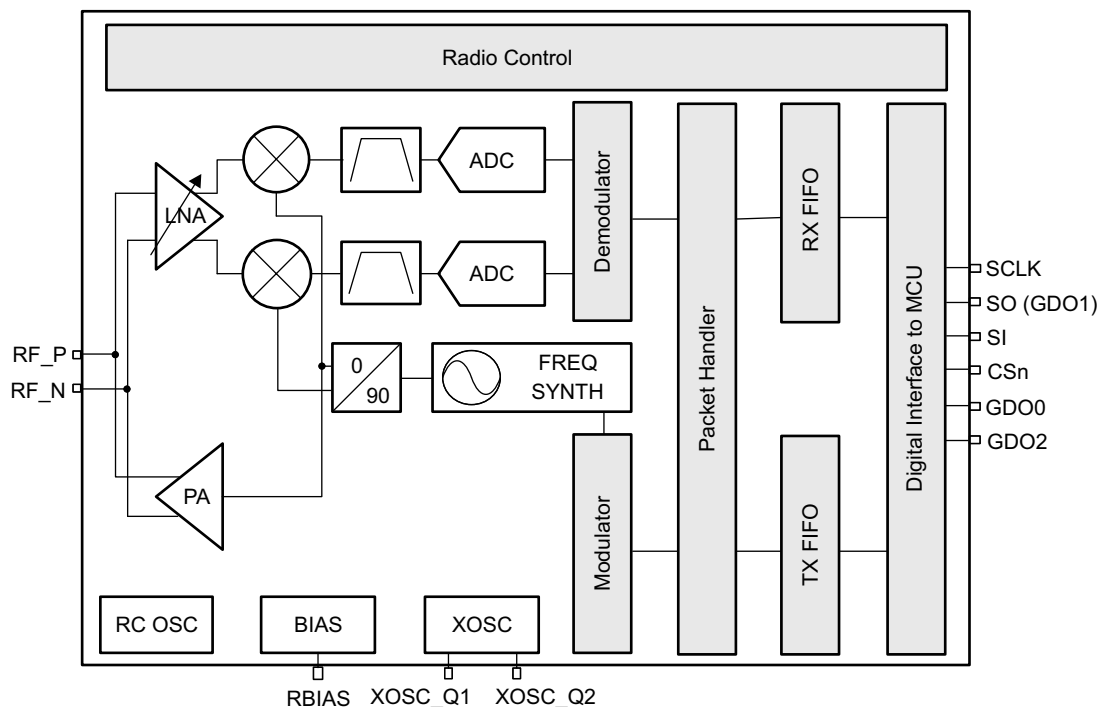 Radio Control
LNA
ADC
ADC
Demodulator
Packet Handler
RX FIFO
Digital Interface to MCU
SCLK
SO (GDO1)
SI
CSn
GDO0
GDO2
RF_P
RF_N
0
90
FREQ
SYNTH
PA
Modulator
TX FIFO
RC OSC
BIAS
XOSC
RBIAS
XOSC_Q1
XOSC_Q2